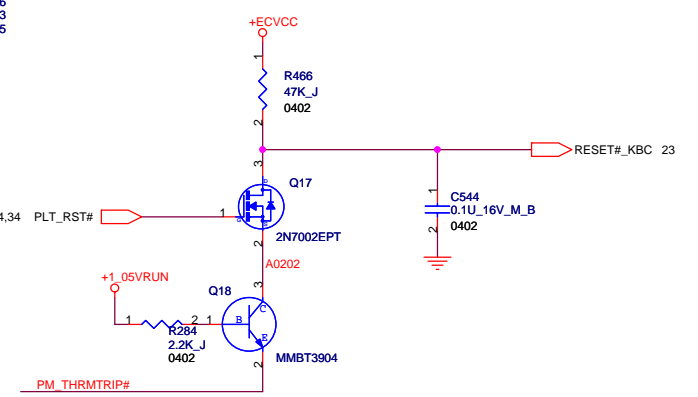 3
5
+ECVCC
1
R466
47K_J
0402
2
RESET#_KBC 23
3
Q17
1
C544
0.1U_16V_M_B
0402
2
4,34 PLT_RST#
1
2N7002EPT
2
A0202
+1_05VRUN
3
Q18
C
1
2
1
B
R284
2.2K_J
0402
E
MMBT3904
2
PM_THRMTRIP#